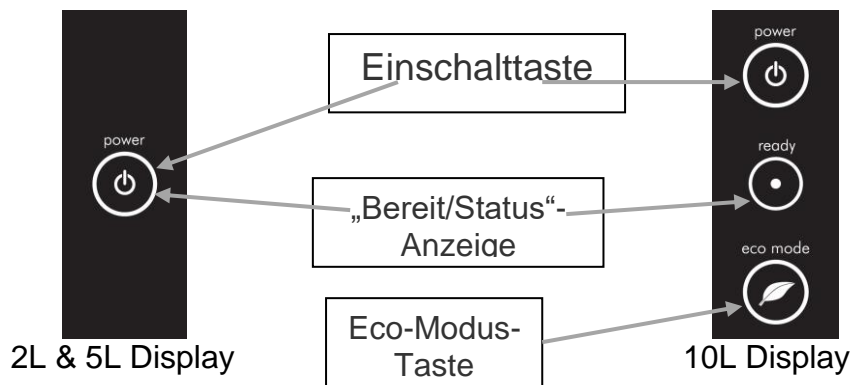 power
Einschalttaste
power
ready
„Bereit/Status“-
Anzeige
eco mode
Eco-Modus-
Taste
2L & 5L Display
10L Display